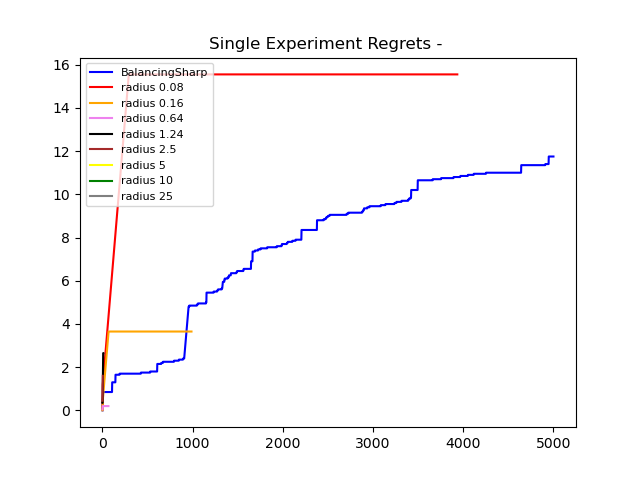 Single Experiment Regrets -
BalancingSharp
radius 0.08
radius 0.16
radius 0.64
radius 1.24
radius 2.5
radius 5
radius 10
radius 25
16
14
12
10
8
6
4
2
0
0 1000 2000 3000 4000 5000